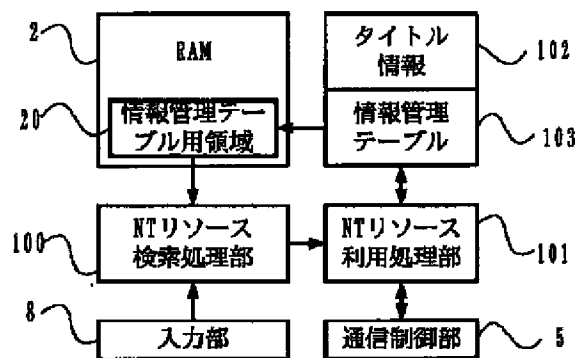 2
RAM
20
情報管理テー
ブル用領域
タイトル
情報
102
情報管理
テーブル
103
100
NTリソース
検索処理部
NTリソース
利用処理部
101
8
入力部
通信制御部
5